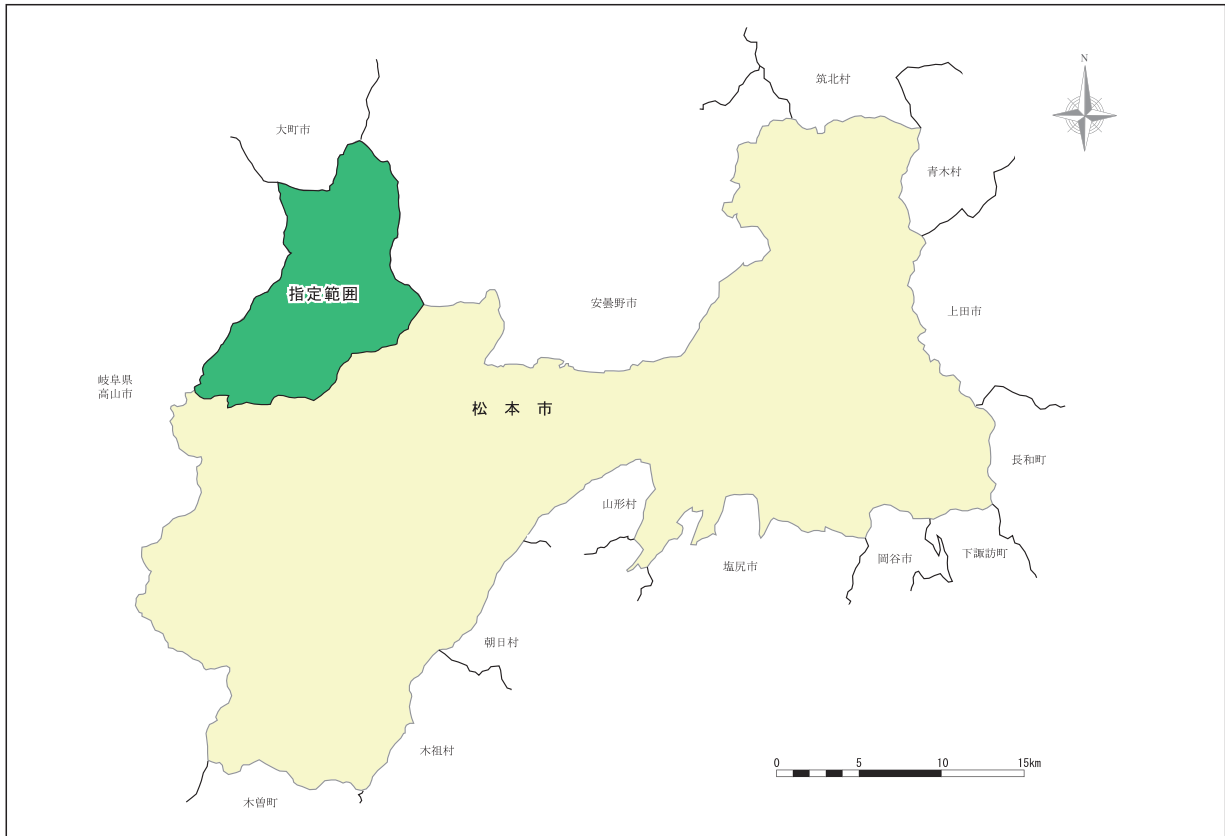 N
筑北村
大町市
青木村
指定範囲
安曇野市
上田市
岐阜県
高山市
松本市
長和町
山形村
岡谷市
下諏訪町
塩尻市
朝日村
木祖村
木曽町
0 5 10 15km